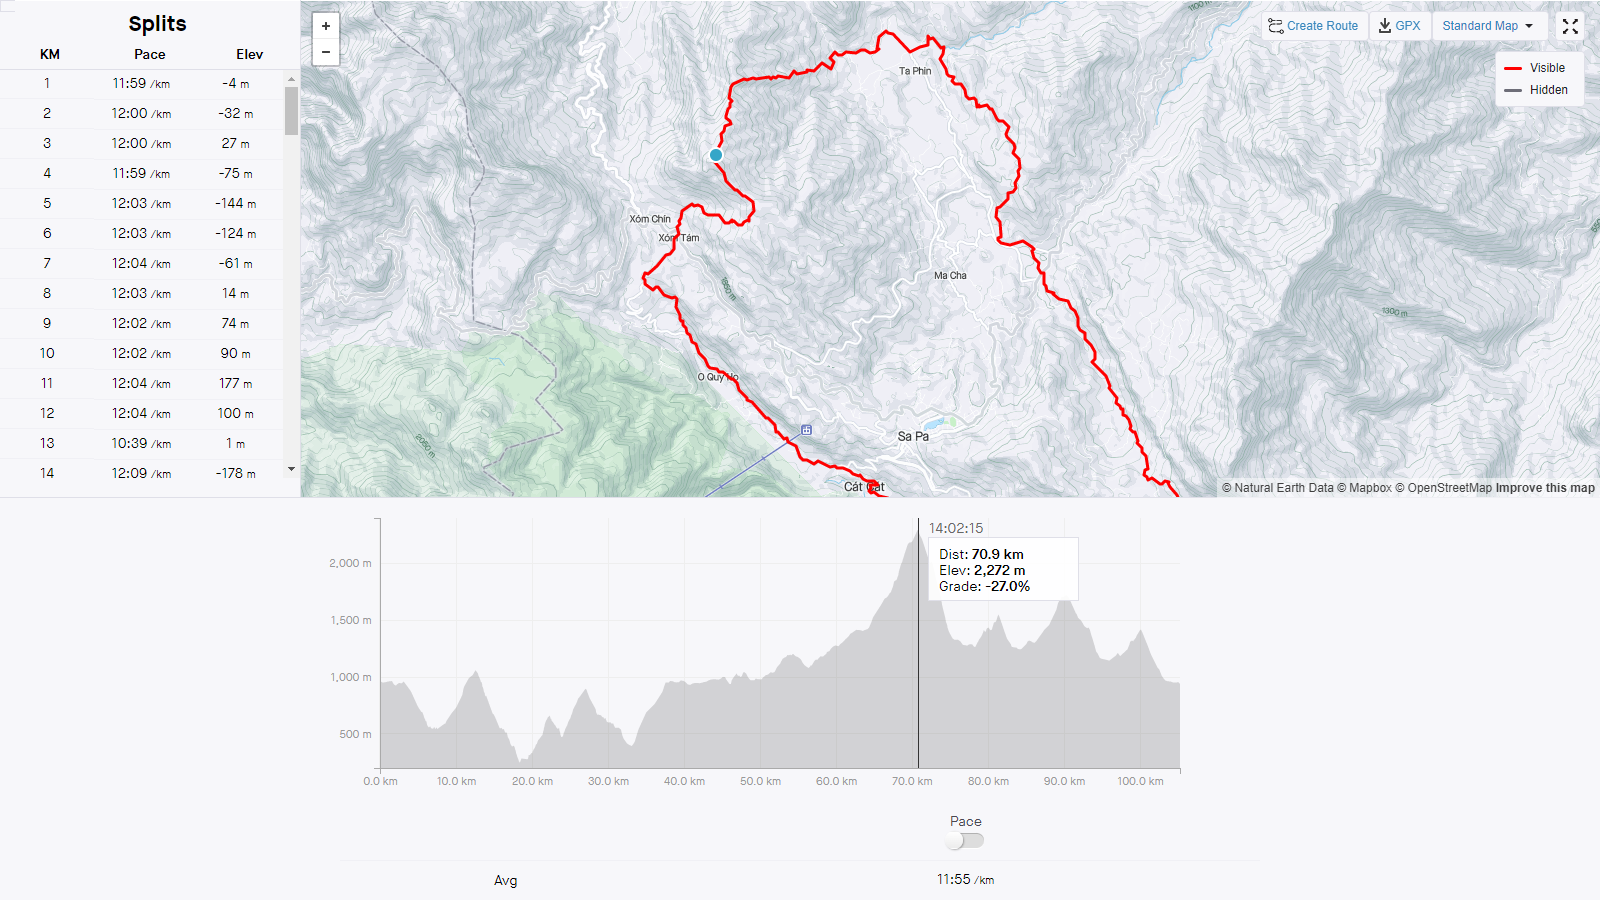 Splits
KM Pace Elev
1 11:59 /km -4 m
2 12:00 /km -32 m
3 12:00 /km 27 m
4 11:59 /km -75 m
5 12:03 /km -144 m
6 12:03 /km -124 m
7 12:04 /km -61 m
8 12:03 /km 14 m
9 12:02 /km 74 m
10 12:02 /km 90 m
11 12:04 /km 177 m
12 12:04 /km 100 m
13 10:39 /km 1 m
14 12:09 /km -178 m
+
−
Create Route GPX Standard Map
Visible
Hidden
1100 m
Ta Phin
Xóm Chín
Xóm Tám
Ma Cha
1300 m
O Quy Ho
2050 m
Sa Pa
Cát Cat
© Natural Earth Data © Mapbox © OpenStreetMap Improve this map
14:02:15
Dist: 70.9 km
Elev: 2,272 m
Grade: -27.0%
2,000 m
1,500 m
1,000 m
500 m
0.0 km 10.0 km 20.0 km 30.0 km 40.0 km 50.0 km 60.0 km 70.0 km 80.0 km 90.0 km 100.0 km
Pace
Avg 11:55 /km